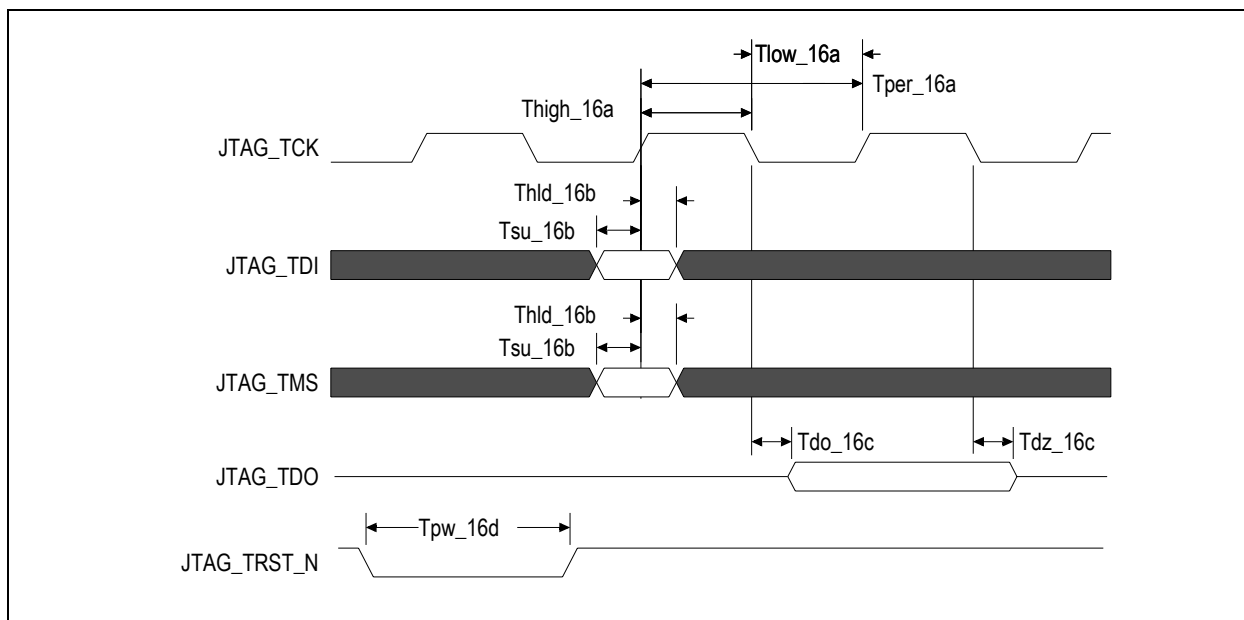 Tlow_16a
Tper_16a
Thigh_16a
JTAG_TCK
Thld_16b
Tsu_16b
JTAG_TDI
Thld_16b
Tsu_16b
JTAG_TMS
Tdo_16c
Tdz_16c
JTAG_TDO
Tpw_16d
JTAG_TRST_N